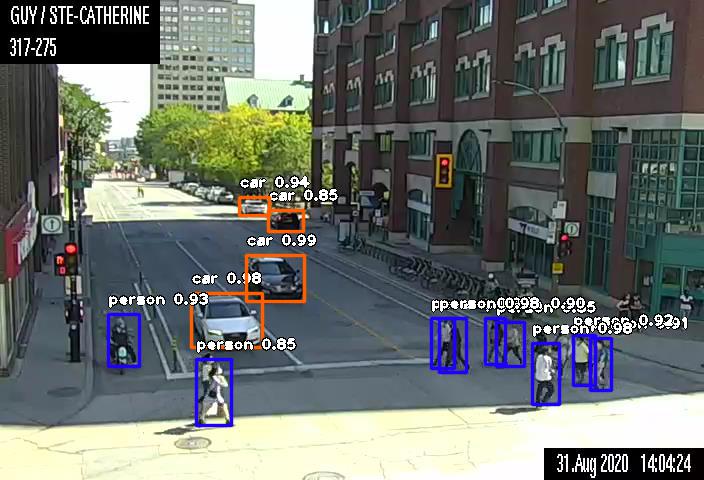 GUY / STE-CATHERINE
317-275
car 0.94
car 0.85
car 0.99
car 0.98
person 0.93
person 0.85
person 0.98
person 0.92
31.Aug 2020 14:04:24